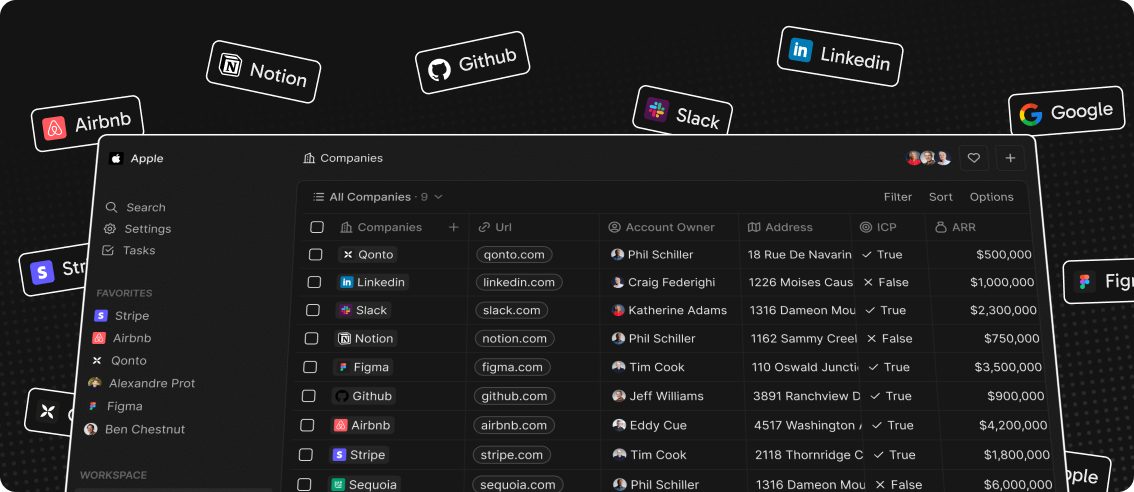 Notion
Github
Linkedin
Airbnb
Slack
Google
Apple
Companies
Search
Settings
Tasks
FAVORITES
Stripe
Airbnb
Qonto
Alexandre Prot
Figma
Ben Chestnut
WORKSPACE
All Companies · 9
Filter Sort Options
Companies + Url Account Owner Address ICP ARR
Qonto qonto.com Phil Schiller 18 Rue De Navarin True $500,000
Linkedin linkedin.com Craig Federighi 1226 Moises Caus False $1,000,000
Slack slack.com Katherine Adams 1316 Dameon Mou True $2,300,000
Notion notion.com Phil Schiller 1162 Sammy Creel False $750,000
Figma figma.com Tim Cook 110 Oswald Juncti True $3,500,000
Github github.com Jeff Williams 3891 Ranchview D True $900,000
Airbnb airbnb.com Eddy Cue 4517 Washington True $4,200,000
Stripe stripe.com Tim Cook 2118 Thornridge C True $1,800,000
Sequoia sequoia.com Phil Schiller 1316 Dameon Mou False $6,000,000
Str
Figm
pple